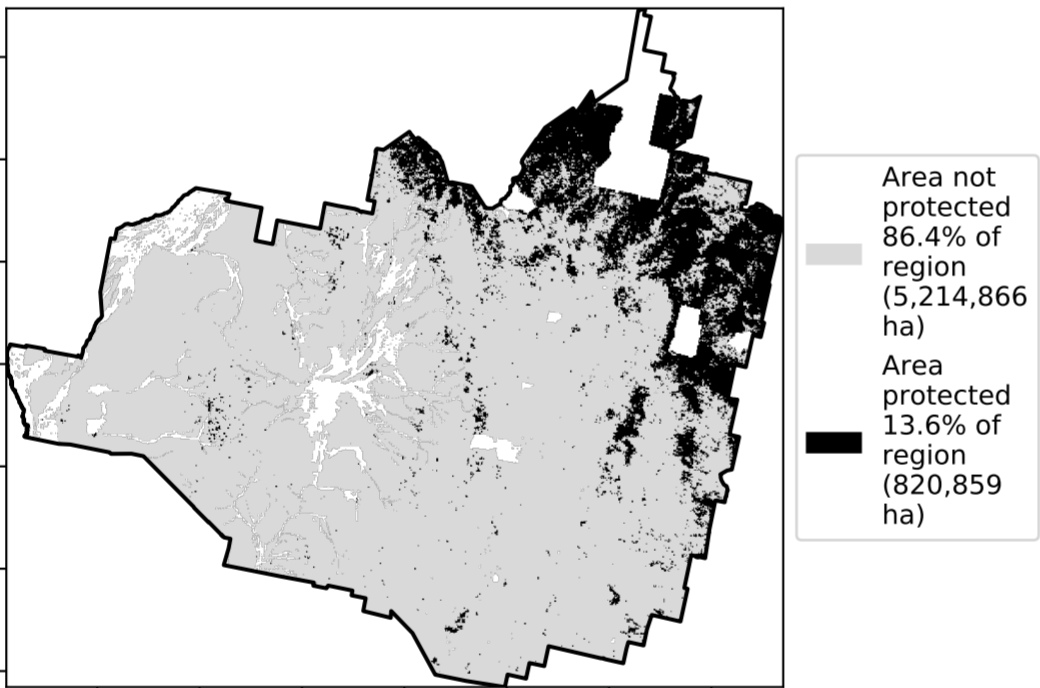 Area not
protected
86.4% of
region
(5,214,866
ha)
Area
protected
13.6% of
region
(820,859
ha)